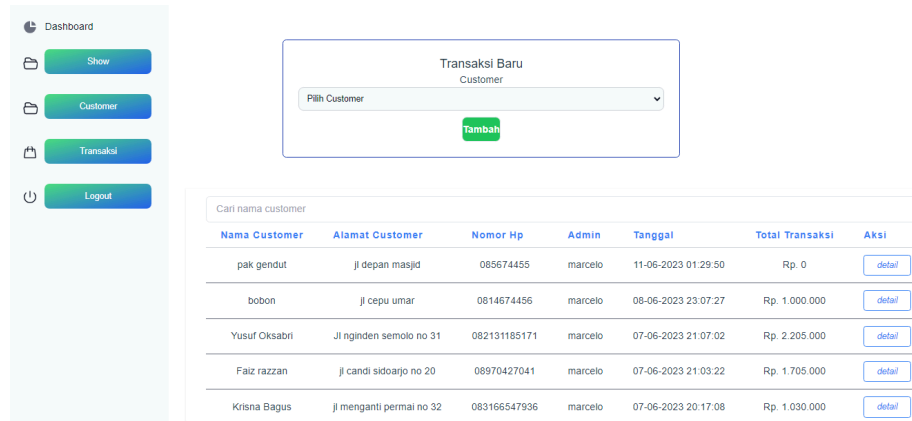 Dashboard
Show
Customer
Transaksi
Logout
Transaksi Baru
Customer
Pilih Customer
Tambah
Cari nama customer
Nama Customer Alamat Customer Nomor Hp Admin Tanggal Total Transaksi Aksi
pak gendut jl depan masjid 085674455 marcelo 11-06-2023 01:29:50 Rp. 0 detail
bobon jl cepu umar 0814674456 marcelo 08-06-2023 23:07:27 Rp. 1.000.000 detail
Yusuf Oksabri Jl nginden semolo no 31 082131185171 marcelo 07-06-2023 21:07:02 Rp. 2.205.000 detail
Faiz razzan jl candi sidoarjo no 20 08970427041 marcelo 07-06-2023 21:03:22 Rp. 1.705.000 detail
Krisna Bagus jl menganti permai no 32 083166547936 marcelo 07-06-2023 20:17:08 Rp. 1.030.000 detail